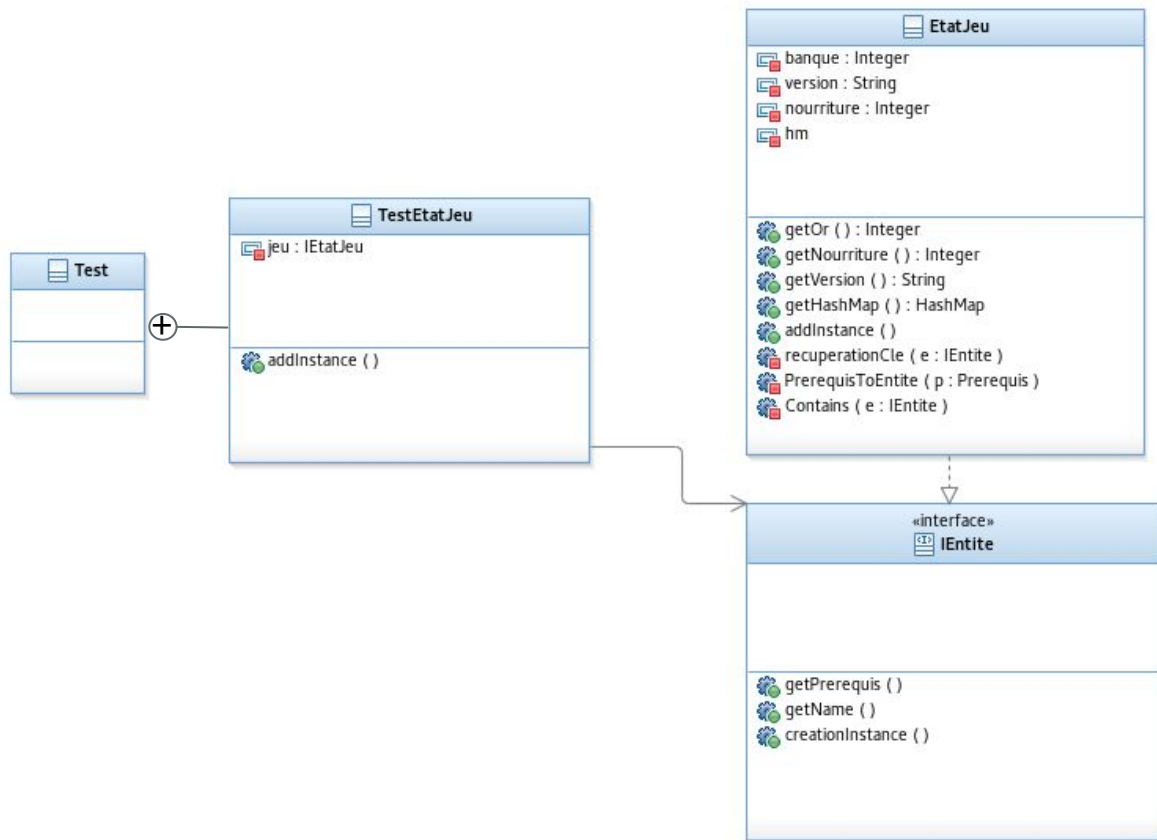 EtatJeu
banque : Integer
version : String
nourriture : Integer
hm
getOr ( ) : Integer
getNourriture ( ) : Integer
getVersion ( ) : String
getHashMap ( ) : HashMap
addInstance ( )
recuperationCle ( e : IEntite )
PrerequisToEntite ( p : Prerequis )
Contains ( e : IEntite )
TestEtatJeu
jeu : IEtatJeu
addInstance ( )
Test
«interface»
IEntite
getPrerequis ( )
getName ( )
creationInstance ( )